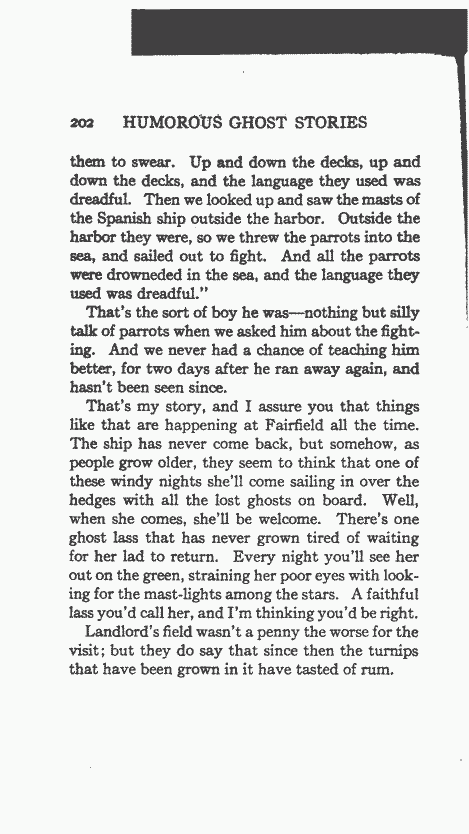 202 HUMOROUS GHOST STORIES
them to swear. Up and down the decks, up and
down the decks, and the language they used was
dreadful. Then we looked up and saw the masts of
the Spanish ship outside the harbor. Outside the
harbor they were, so we threw the parrots into the
sea, and sailed out to fight. And all the parrots
were drowneded in the sea, and the language they
used was dreadful."
That's the sort of boy he was—nothing but silly
talk of parrots when we asked him about the fight-
ing. And we never had a chance of teaching him
better, for two days after he ran away again, and
hasn't been seen since.
That's my story, and I assure you that things
like that are happening at Fairfield all the time.
The ship has never come back, but somehow, as
people grow older, they seem to think that one of
these windy nights she'll come sailing in over the
hedges with all the lost ghosts on board. Well,
when she comes, she'll be welcome. There's one
ghost lass that has never grown tired of waiting
for her lad to return. Every night you'll see her
out on the green, straining her poor eyes with look-
ing for the mast-lights among the stars. A faithful
lass you'd call her, and I'm thinking you'd be right.
Landlord's field wasn't a penny the worse for the
visit; but they do say that since then the turnips
that have been grown in it have tasted of rum.